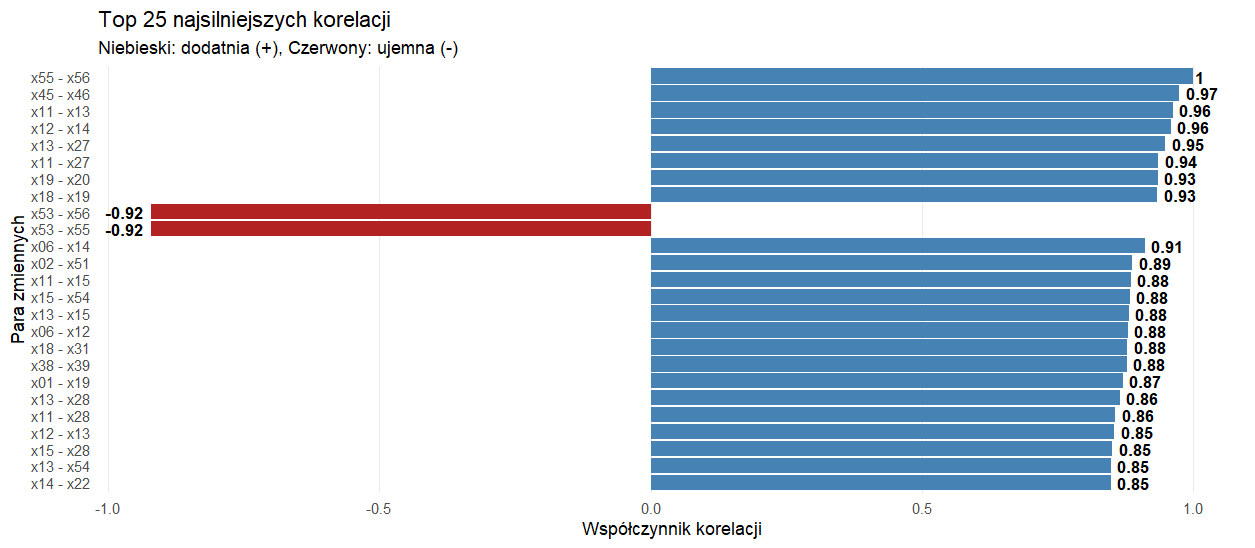 Top 25 najsilniejszych korelacji
Niebieski: dodatnia (+), Czerwony: ujemna (-)
Para zmiennych
x55 - x56 1
x45 - x46 0.97
x11 - x13 0.96
x12 - x14 0.96
x13 - x27 0.95
x11 - x27 0.94
x19 - x20 0.93
x18 - x19 0.93
x53 - x56 -0.92
x53 - x55 -0.92
x06 - x14 0.91
x02 - x51 0.89
x11 - x15 0.88
x15 - x54 0.88
x13 - x15 0.88
x06 - x12 0.88
x18 - x31 0.88
x38 - x39 0.88
x01 - x19 0.87
x13 - x28 0.86
x11 - x28 0.86
x12 - x13 0.85
x15 - x28 0.85
x13 - x54 0.85
x14 - x22 0.85
-1.0 -0.5 0.0 0.5 1.0
Współczynnik korelacji